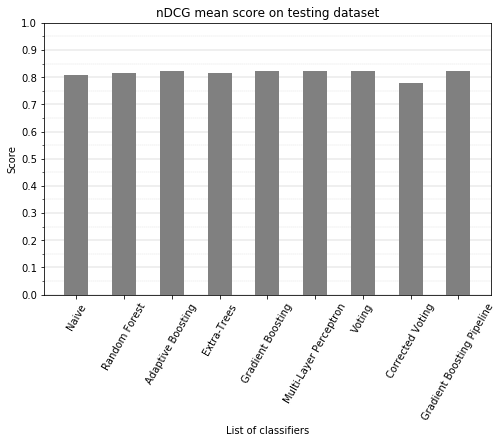 nDCG mean score on testing dataset
1.0
0.9
0.8
0.7
0.6
0.5
0.4
0.3
0.2
0.1
0.0
Score
Naive
Random Forest
Adaptive Boosting
Extra-Trees
Gradient Boosting
Multi-Layer Perceptron
Voting
Corrected Voting
Gradient Boosting Pipeline
List of classifiers